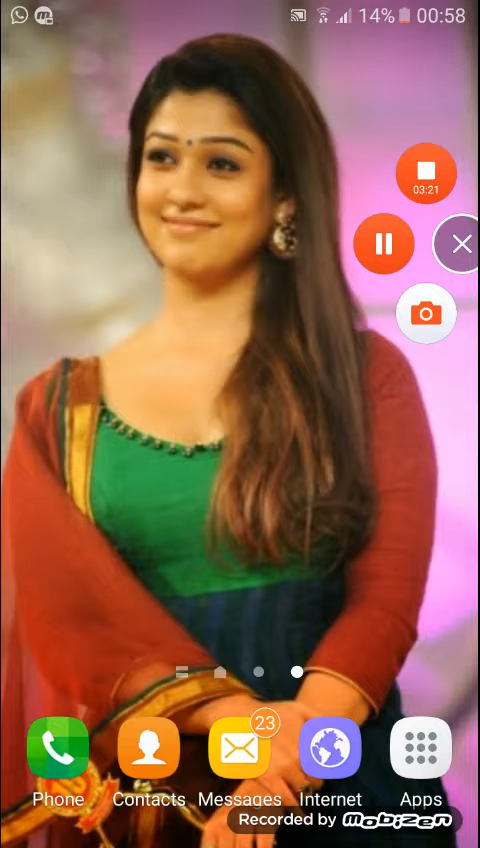 14% 00:58
03:21
23
Phone Contacts Messages Internet Apps
Recorded by mobizen